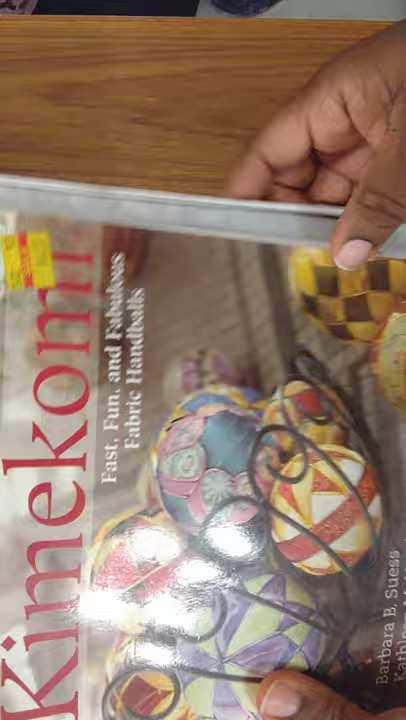 Kimekomi
Fast, Fun, and Fabulous
Fabric Handballs
Barbara B. Suess